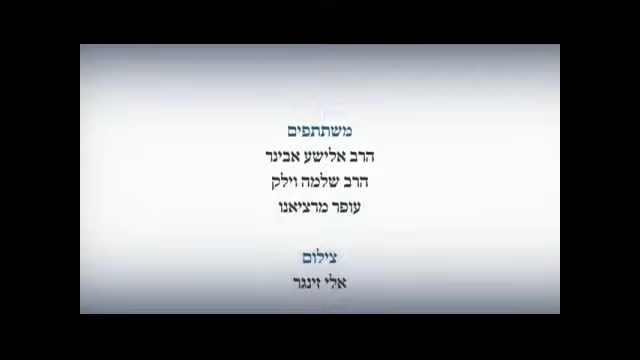 משתתפים
הרב אלישע אבינר
הרב שלמה וילק
עופר מרציאנו
צילום
אלי זינגר